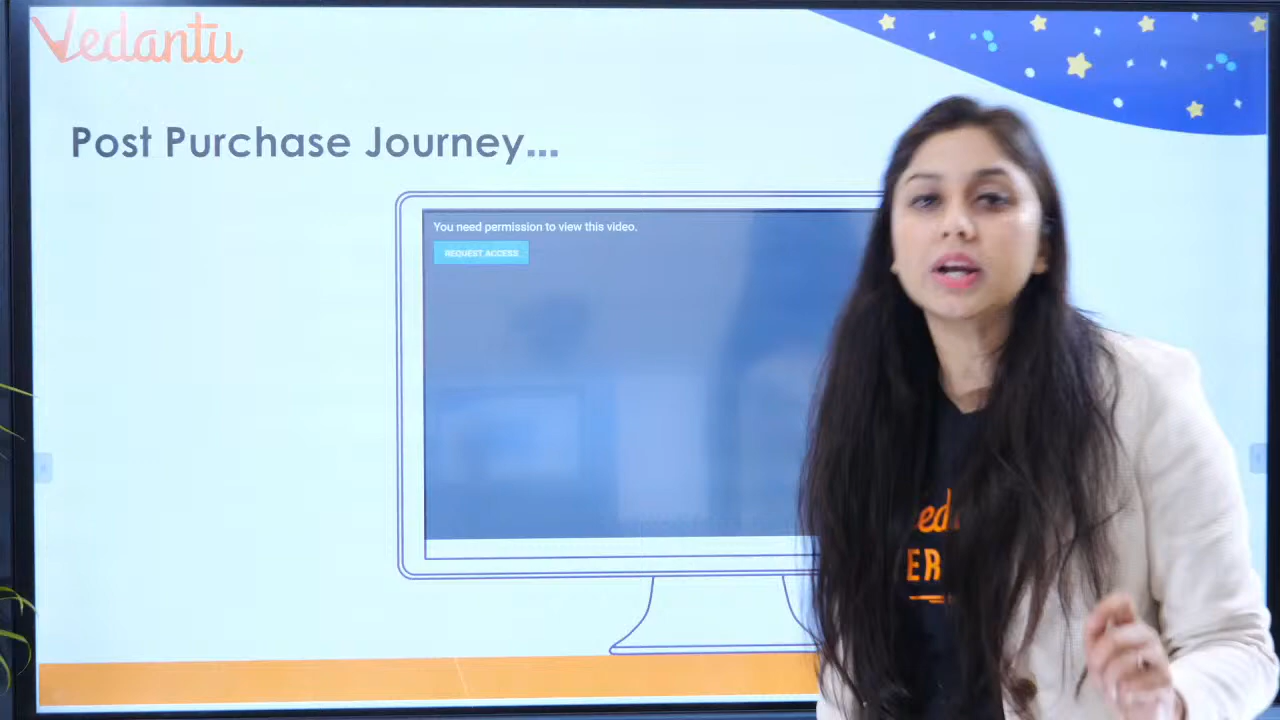 Vedantu
Post Purchase Journey...
You need permission to view this video.
REQUEST ACCESS